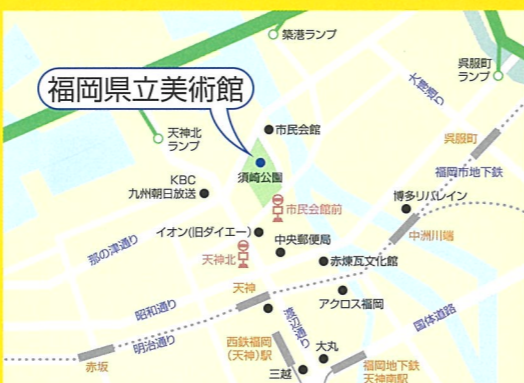 築港ランプ
呉服町
ランプ
大博通り
福岡県立美術館
市民会館
天神北
ランプ
呉服町
須崎公園
福岡市地下鉄
KBC
九州朝日放送
博多リバレイン
市民会館前
イオン(旧ダイエー)
中洲川端
那の津通り
中央郵便局
天神北
赤煉瓦文化館
天神
アクロス福岡
昭和通り
国体道路
渡辺通り
明治通り
西鉄福岡
(天神)駅
大丸
赤坂
三越
福岡地下鉄
天神南駅